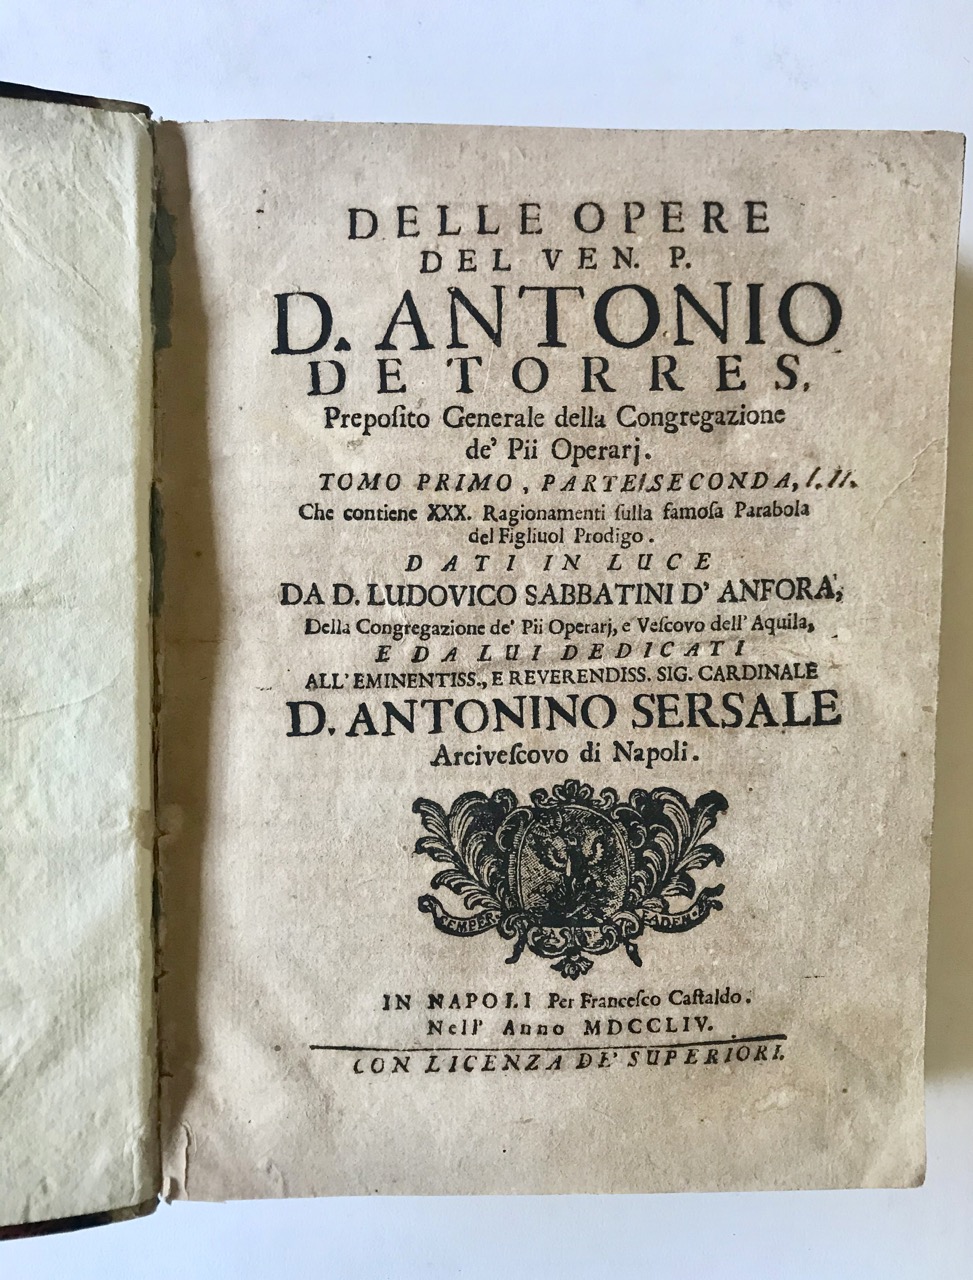 DELLE OPERE
DEL VEN. P.
D. ANTONIO
DE TORRES,
Prepoſito Generale della Congregazione
de' Pii Operarj.
TOMO PRIMO, PARTE SECONDA,
Che contiene XXX. Ragionamenti ſulla famoſa Parabola
del Figliuol Prodigo.
DATI IN LUCE
DA D. LUDOVICO SABBATINI D' ANFORA,
Della Congregazione de' Pii Operarj, e Veſcovo dell' Aquila,
E DA LUI DEDICATI
ALL' EMINENTISS., E REVERENDISS. SIG. CARDINALE
D. ANTONINO SERSALE
Arciveſcovo di Napoli.
SEMPER EADEM
IN NAPOLI Per Franceſco Caſtaldo.
Nell' Anno MDCCLIV.
CON LICENZA DE' SUPERIORI.